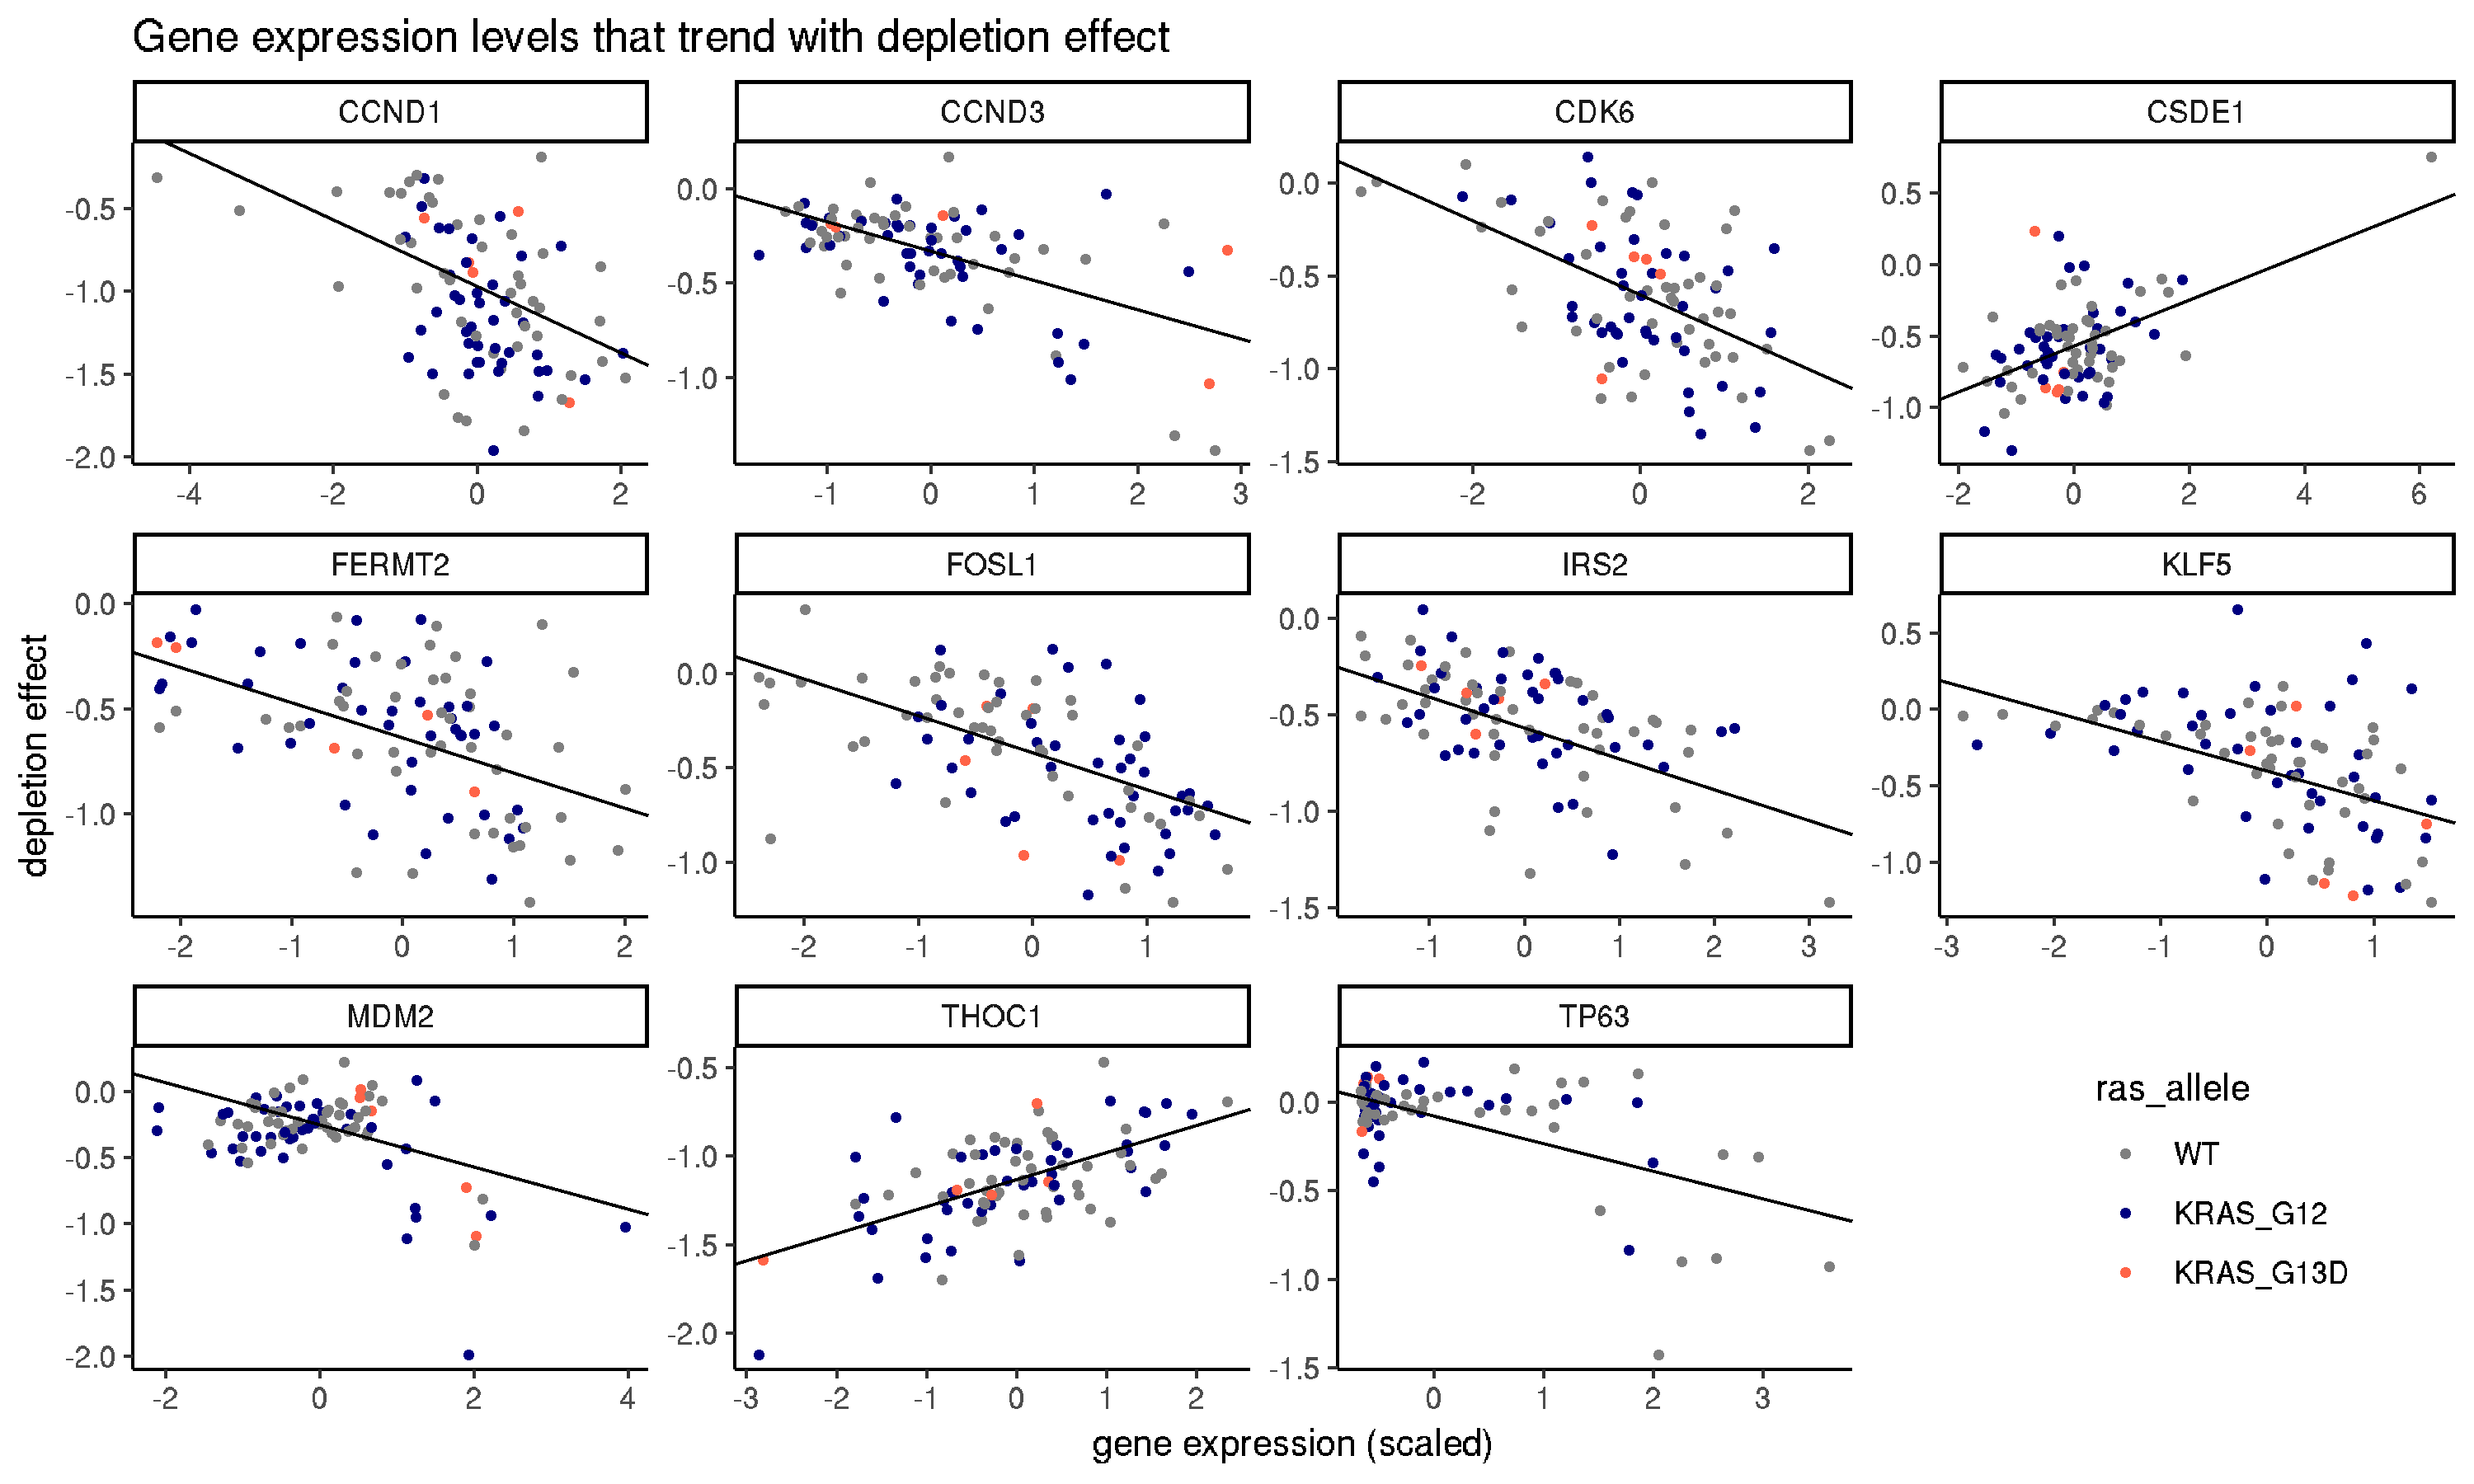 Gene expression levels that trend with depletion effect
CCND1 CCND3 CDK6 CSDE1
-0.5 -1.0 -1.5 -2.0
0.0 -0.5 -1.0
0.0 -0.5 -1.0 -1.5
0.5 0.0 -0.5 -1.0
-4 -2 0 2
-1 0 1 2 3
-2 0 2
-2 0 2 4 6
FERMT2 FOSL1 IRS2 KLF5
0.0 -0.5 -1.0
0.0 -0.5 -1.0
0.0 -0.5 -1.0 -1.5
0.5 0.0 -0.5 -1.0
-2 -1 0 1 2
-2 -1 0 1
-1 0 1 2 3
-3 -2 -1 0 1
depletion effect
MDM2 THOC1 TP63
0.0 -0.5 -1.0 -1.5 -2.0
-0.5 -1.0 -1.5 -2.0
0.0 -0.5 -1.0 -1.5
-2 0 2 4
-3 -2 -1 0 1 2
0 1 2 3
gene expression (scaled)
ras_allele
WT
KRAS_G12
KRAS_G13D